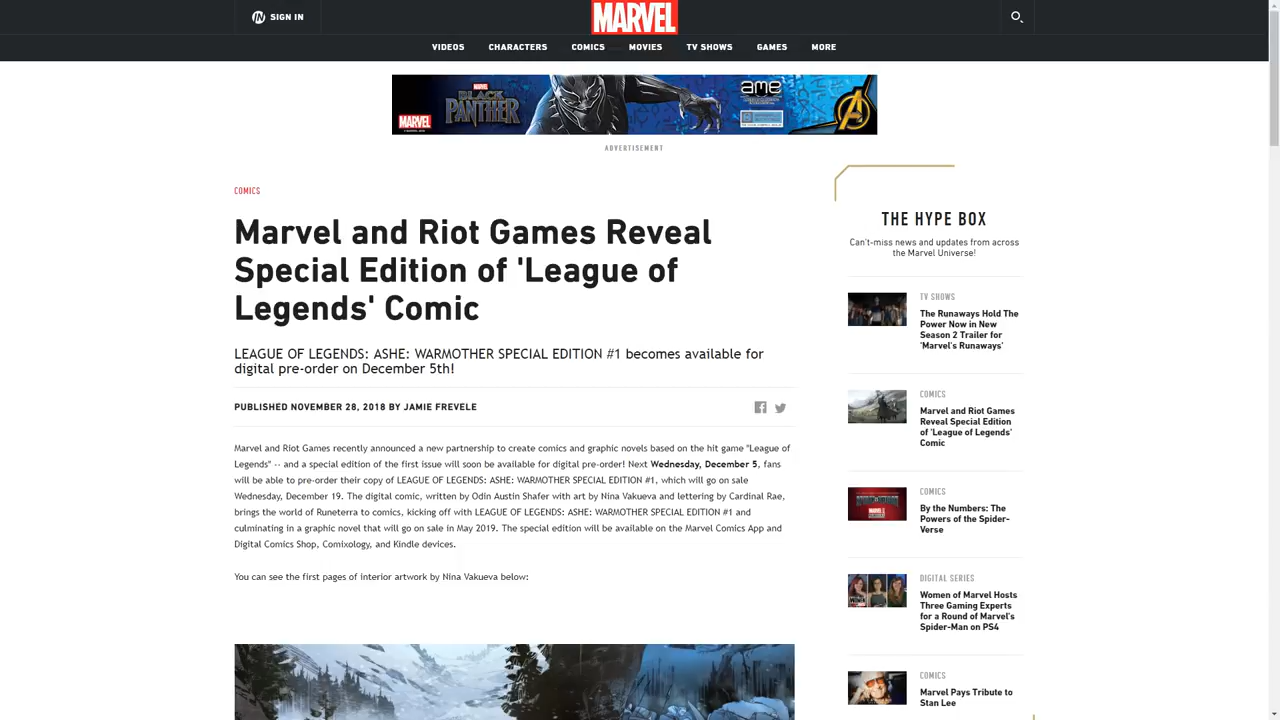 SIGN IN
MARVEL
VIDEOS
CHARACTERS
COMICS
MOVIES
TV SHOWS
GAMES
MORE
MARVEL
MARVEL
BLACK
PANTHER
ame
ADVERTISEMENT
COMICS
Marvel and Riot Games Reveal
Special Edition of 'League of
Legends' Comic
LEAGUE OF LEGENDS: ASHE: WARMOTHER SPECIAL EDITION #1 becomes available for
digital pre-order on December 5th!
PUBLISHED NOVEMBER 28, 2018 BY JAMIE FREVELE
Marvel and Riot Games recently announced a new partnership to create comics and graphic novels based on the hit game "League of
Legends" -- and a special edition of the first issue will soon be available for digital pre-order! Next Wednesday, December 5, fans
will be able to pre-order their copy of LEAGUE OF LEGENDS: ASHE: WARMOTHER SPECIAL EDITION #1, which will go on sale
Wednesday, December 19. The digital comic, written by Odin Austin Shafer with art by Nina Vakueva and lettering by Cardinal Rae,
brings the world of Runeterra to comics, kicking off with LEAGUE OF LEGENDS: ASHE: WARMOTHER SPECIAL EDITION #1 and
culminating in a graphic novel that will go on sale in May 2019. The special edition will be available on the Marvel Comics App and
Digital Comics Shop, Comixology, and Kindle devices.
You can see the first pages of interior artwork by Nina Vakueva below:
THE HYPE BOX
Can't-miss news and updates from across
the Marvel Universe!
TV SHOWS
The Runaways Hold The
Power Now in New
Season 2 Trailer for
'Marvel's Runaways'
COMICS
Marvel and Riot Games
Reveal Special Edition
of 'League of Legends'
Comic
COMICS
By the Numbers: The
Powers of the Spider-
Verse
DIGITAL SERIES
Women of Marvel Hosts
Three Gaming Experts
for a Round of Marvel's
Spider-Man on PS4
COMICS
Marvel Pays Tribute to
Stan Lee